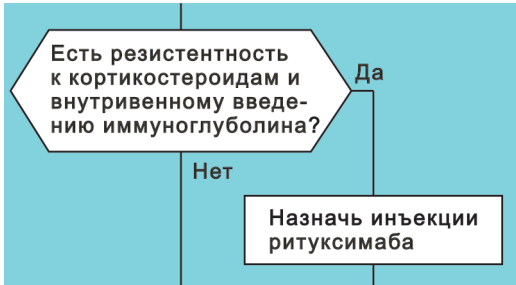 Есть резистентность
к кортикостероидам и
внутривенному введе-
нию иммуноглуболина?
Да
Нет
Назначь инъекции
ритуксимаба